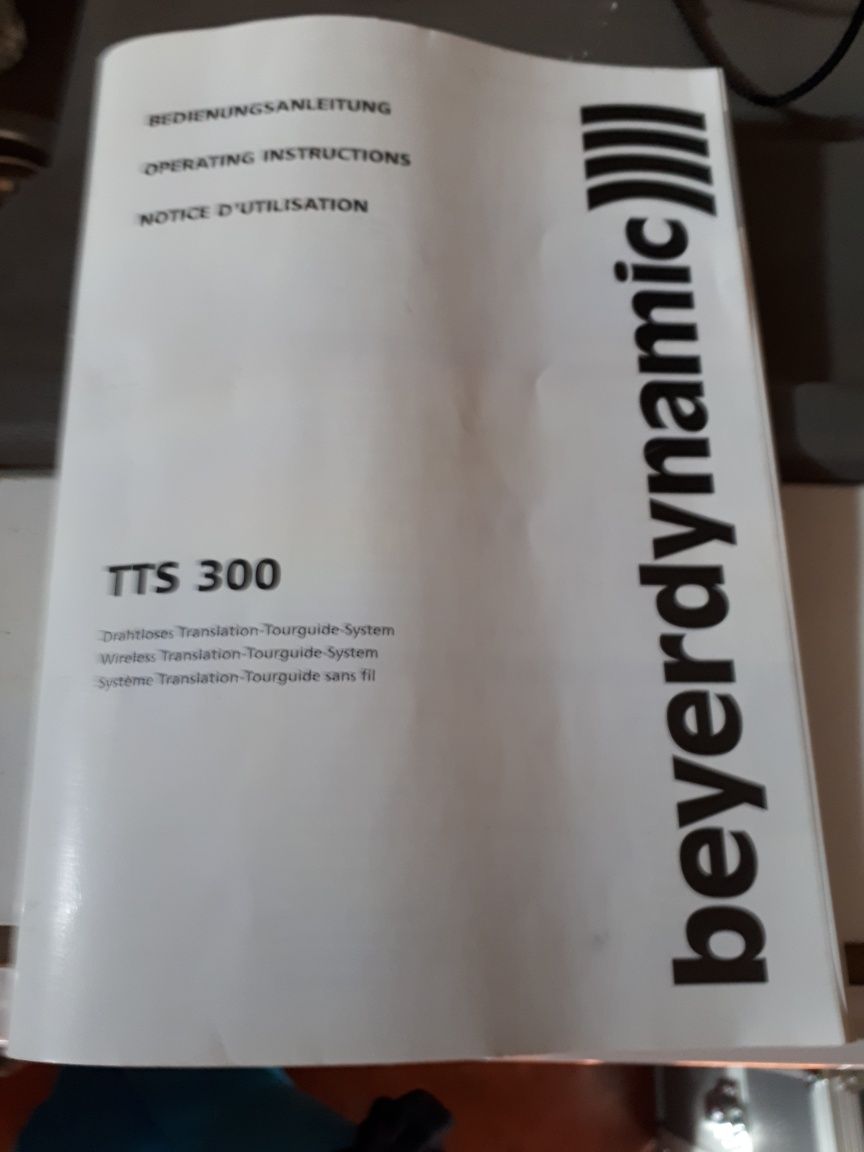 BEDIENUNGSANLEITUNG
OPERATING INSTRUCTIONS
NOTICE D'UTILISATION
beyerdynamic
TTS 300
Drahtloses Translation-Tourguide-System
Wireless Translation-Tourguide-System
Système Translation-Tourguide sans fil